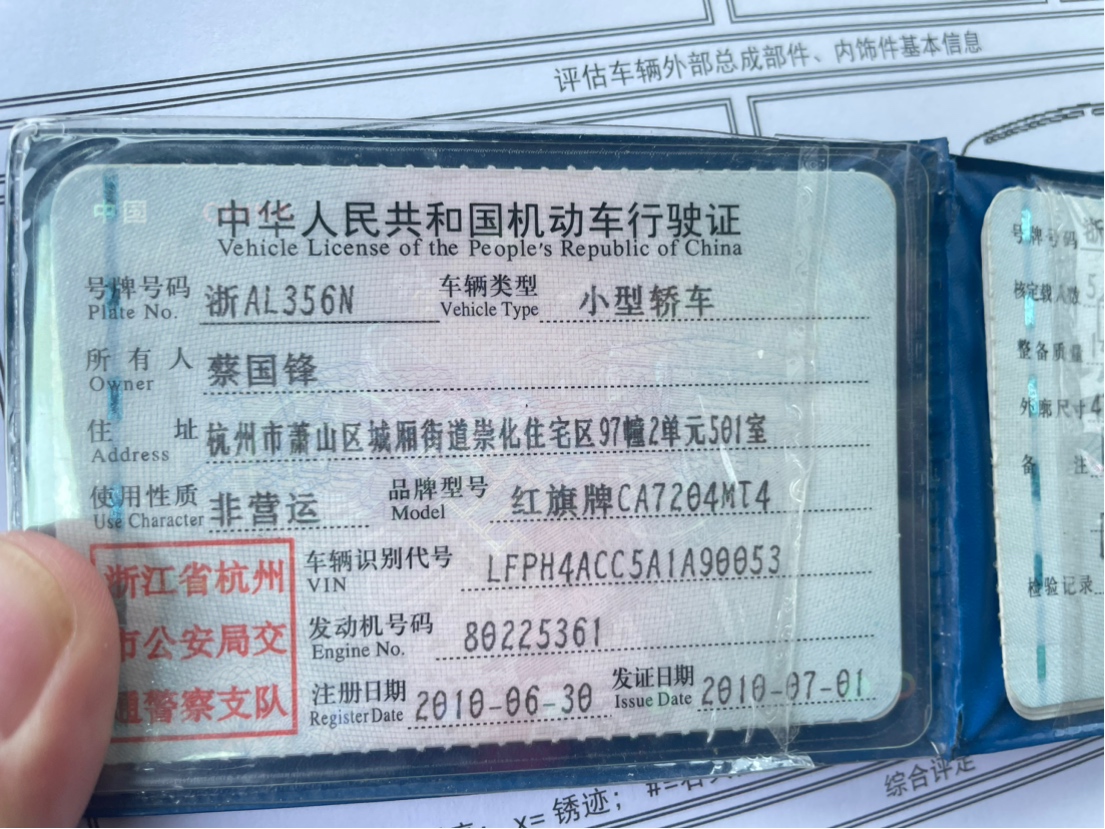 评估车辆外部总成部件、内饰件基本信息
中国
中华人民共和国机动车行驶证
Vehicle License of the People's Republic of China
号牌号码 浙AL356N 车辆类型 小型轿车
Plate No. Vehicle Type
所有人 蔡国锋
Owner
住址 杭州市萧山区城厢街道崇化住宅区97幢2单元501室
Address
使用性质 非营运 品牌型号 红旗牌CA7204MT4
Use Character Model
车辆识别代号 LFPH4ACC5A1A90053
VIN
发动机号码 80225361
Engine No.
注册日期 2010-06-30 发证日期 2010-07-01
Register Date Issue Date
浙江省杭州
市公安局交
通警察支队
号牌号码 浙
核定载人数 5
整备质量 1
外廓尺寸 4
备注
检验记录
x=锈迹;
综合评定